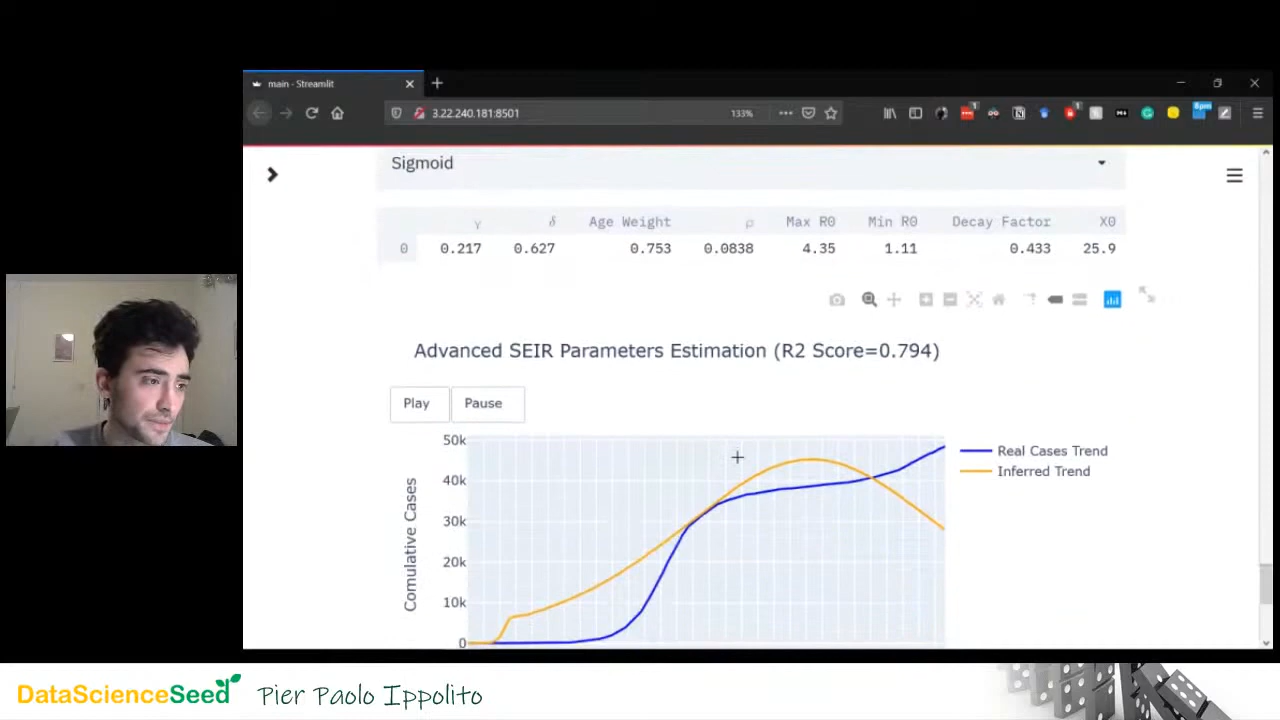 main - Streamlit
3.22.240.181:8501
133%
Sigmoid
γ δ Age Weight ρ Max R0 Min R0 Decay Factor X0
0 0.217 0.627 0.753 0.0838 4.35 1.11 0.433 25.9
Advanced SEIR Parameters Estimation (R2 Score=0.794)
Play Pause
50k
40k
30k
20k
10k
0
Comulative Cases
Real Cases Trend
Inferred Trend
DataScienceSeed Pier Paolo Ippolito